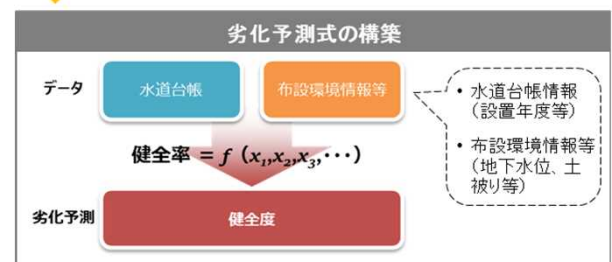 劣化予測式の構築
データ
水道台帳
布設環境情報等
• 水道台帳情報
(設置年度等)
• 布設環境情報等
(地下水位、土
被り等)
健全率 = f (x1,x2,x3,･･･)
劣化予測
健全度